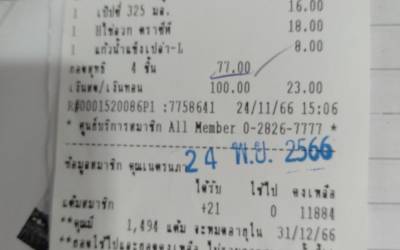 1 เป๊ปซี่ 325 มล. 16.00
1 Hไข่ลวก ตราซีพี 18.00
1 แก้วน้ำแข็งเปล่า-L 8.00
ยอดสุทธิ 4 ชิ้น 77.00
เงินสด/เงินทอน 100.00 23.00
R#0001520086P1 :7758641 24/11/66 15:06
* ศูนย์บริการสมาชิก All Member 0-2826-7777 *
24 พ.ย. 2566
ข้อมูลสมาชิก คุณเนตรนภา
ได้รับ ใช้ไป คงเหลือ
แต้มสมาชิก +21 0 11884
**คุณมี 1,494 แต้ม จะหมดอายุใน 31/12/66